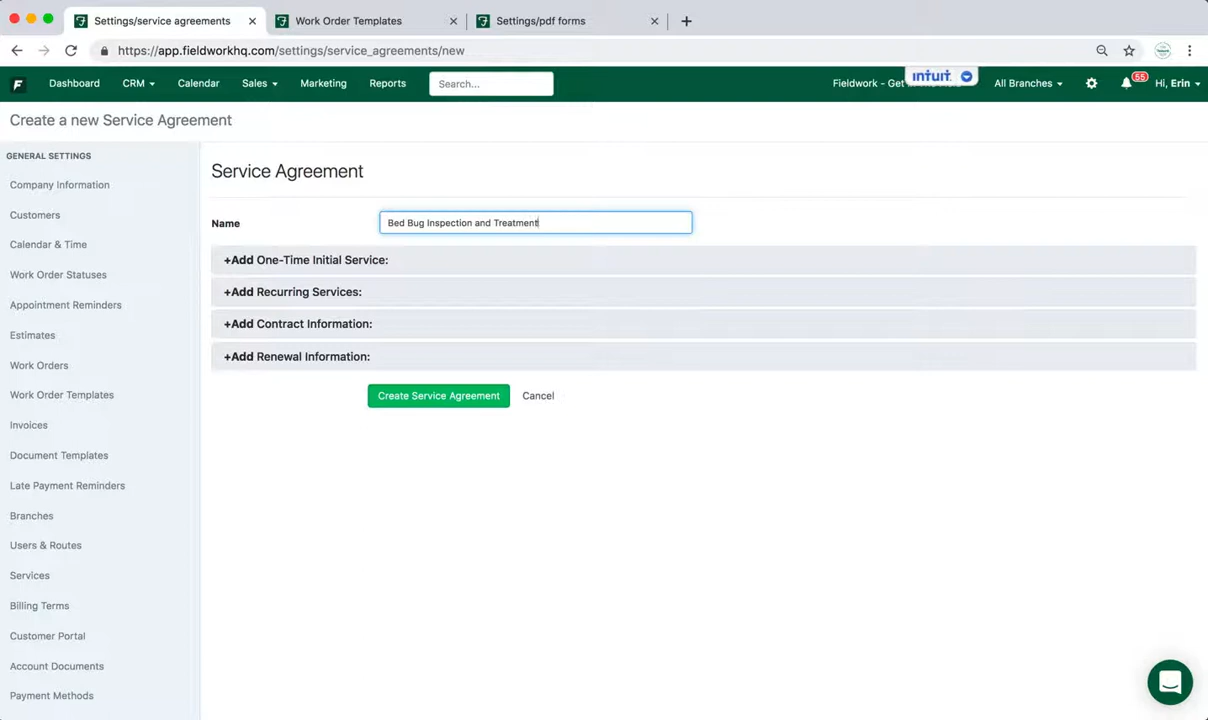 Settings/service agreements
Work Order Templates
Settings/pdf forms
https://app.fieldworkhq.com/settings/service_agreements/new
F
Dashboard
CRM
Calendar
Sales
Marketing
Reports
Search...
Fieldwork - Get
intuit
All Branches
55
Hi, Erin
Create a new Service Agreement
GENERAL SETTINGS
Company Information
Customers
Calendar & Time
Work Order Statuses
Appointment Reminders
Estimates
Work Orders
Work Order Templates
Invoices
Document Templates
Late Payment Reminders
Branches
Users & Routes
Services
Billing Terms
Customer Portal
Account Documents
Payment Methods
Service Agreement
Name
Bed Bug Inspection and Treatment
+Add One-Time Initial Service:
+Add Recurring Services:
+Add Contract Information:
+Add Renewal Information:
Create Service Agreement
Cancel